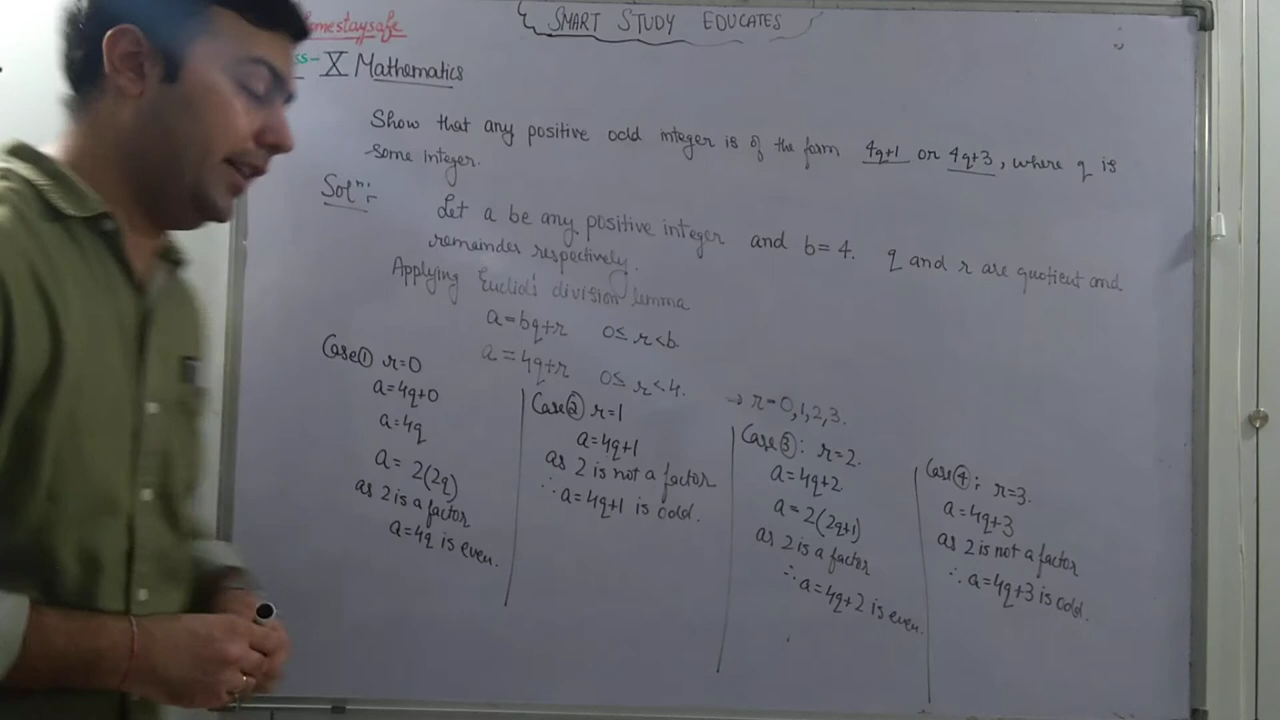 SMART STUDY EDUCATES
omestaysafe
ss- X Mathematics
Show that any positive odd integer is of the form 4q+1 or 4q+3, where q is
some integer.
Solⁿ:-
Let a be any positive integer and b=4. q and r are quotient and
remainder respectively.
Applying Euclid's division lemma
a=bq+r 0≤r<b.
a=4q+r 0≤r<4.
→ r=0,1,2,3.
Case① r=0
a=4q+0
a=4q
a=2(2q)
as 2 is a factor
a=4q is even.
Case② r=1
a=4q+1
as 2 is not a factor
∴ a=4q+1 is odd.
Case③: r=2.
a=4q+2
a=2(2q+1)
as 2 is a factor
∴ a=4q+2 is even.
Case④: r=3.
a=4q+3
as 2 is not a factor
∴ a=4q+3 is odd.